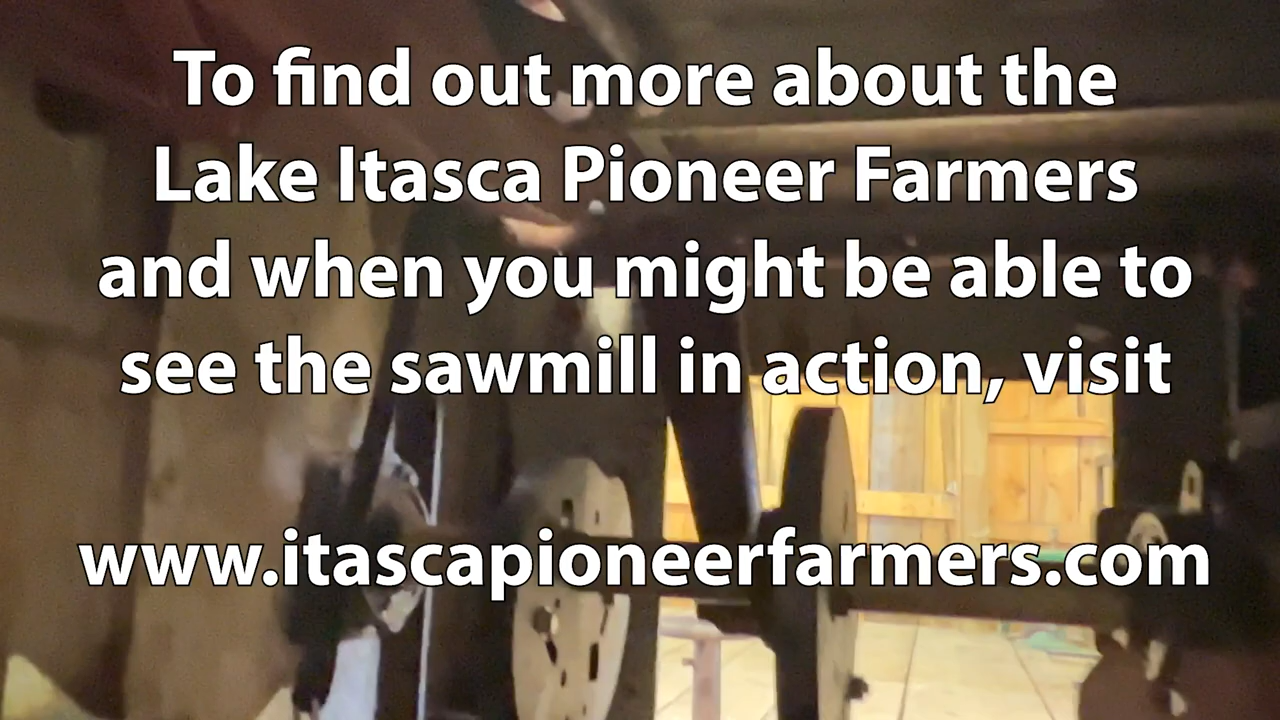 To find out more about the
Lake Itasca Pioneer Farmers
and when you might be able to
see the sawmill in action, visit
www.itascapioneerfarmers.com